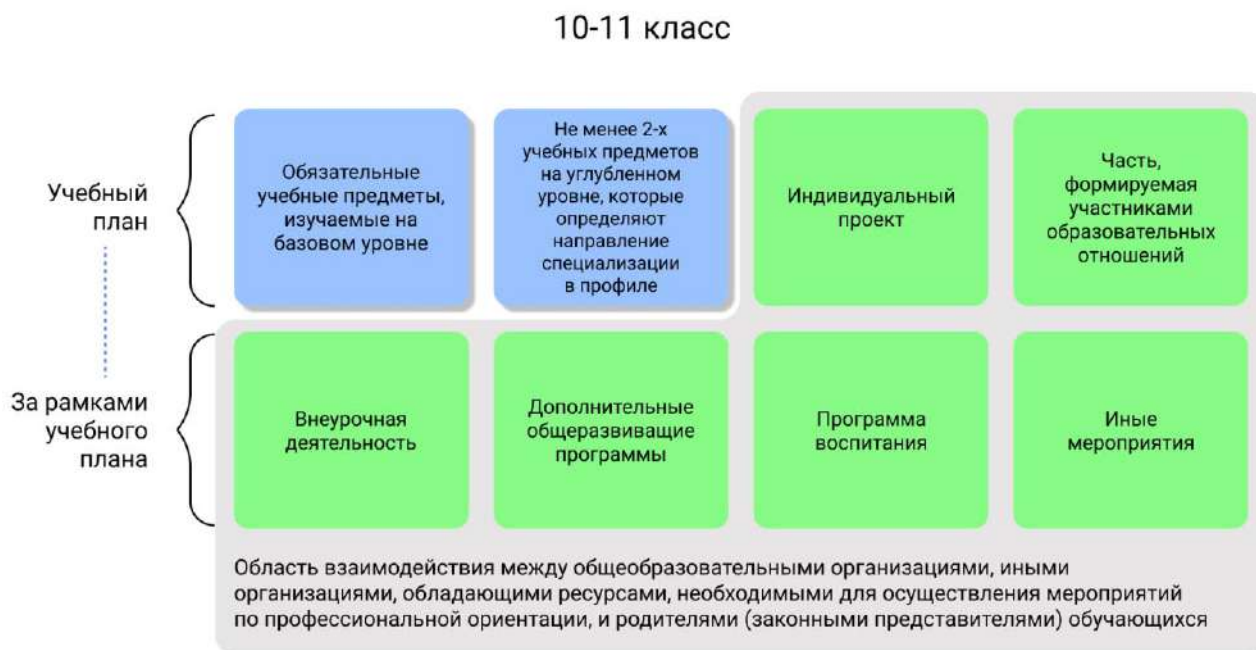 10-11 класс
Учебный
план
Обязательные
учебные предметы,
изучаемые на
базовом уровне
Не менее 2-х
учебных предметов
на углубленном
уровне, которые
определяют
направление
специализации
в профиле
Индивидуальный
проект
Часть,
формируемая
участниками
образовательных
отношений
За рамками
учебного
плана
Внеурочная
деятельность
Дополнительные
общеразвиващие
программы
Программа
воспитания
Иные
мероприятия
Область взаимодействия между общеобразовательными организациями, иными
организациями, обладающими ресурсами, необходимыми для осуществления мероприятий
по профессиональной ориентации, и родителями (законными представителями) обучающихся